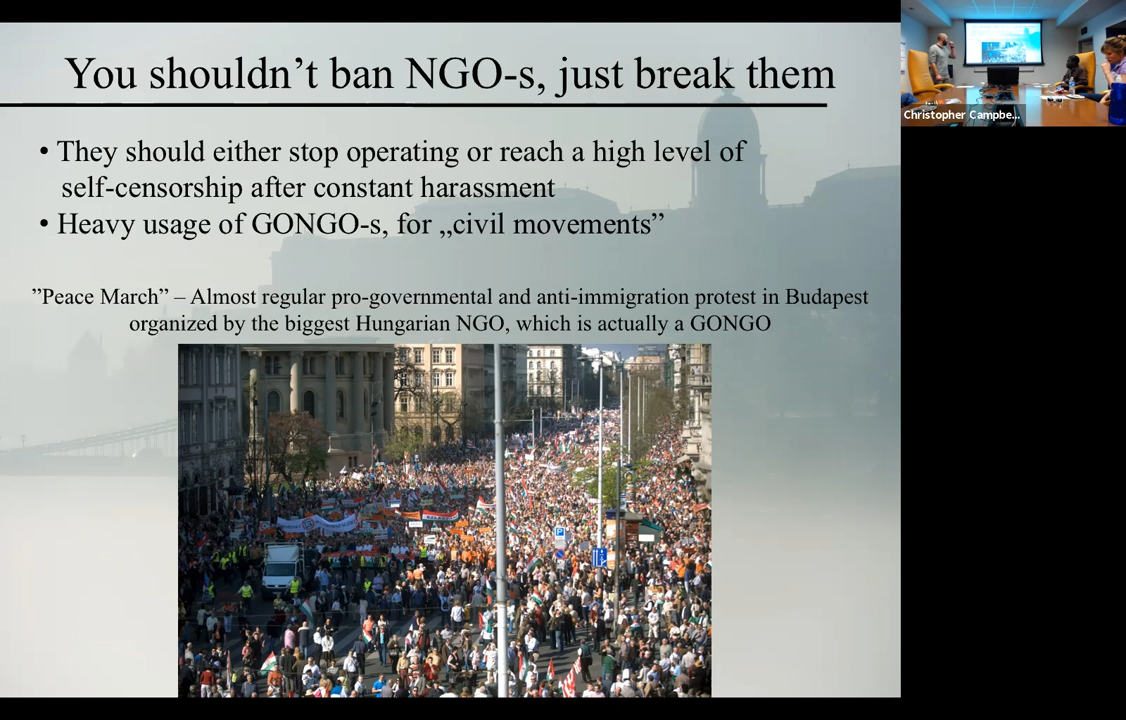 You shouldn’t ban NGO-s, just break them
• They should either stop operating or reach a high level of
self-censorship after constant harassment
• Heavy usage of GONGO-s, for „civil movements”
”Peace March” – Almost regular pro-governmental and anti-immigration protest in Budapest
organized by the biggest Hungarian NGO, which is actually a GONGO
P
Christopher Campbe...